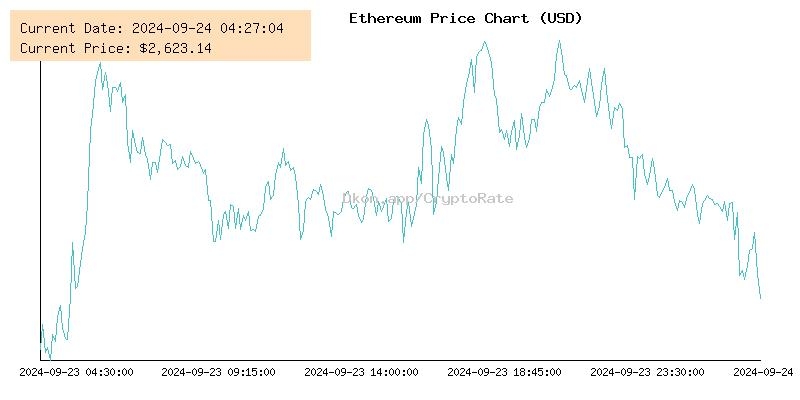 Ethereum Price Chart (USD)
Current Date: 2024-09-24 04:27:04
Current Price: $2,623.14
Dkon.app/CryptoRate
2024-09-23 04:30:00 2024-09-23 09:15:00 2024-09-23 14:00:00 2024-09-23 18:45:00 2024-09-23 23:30:00 2024-09-24